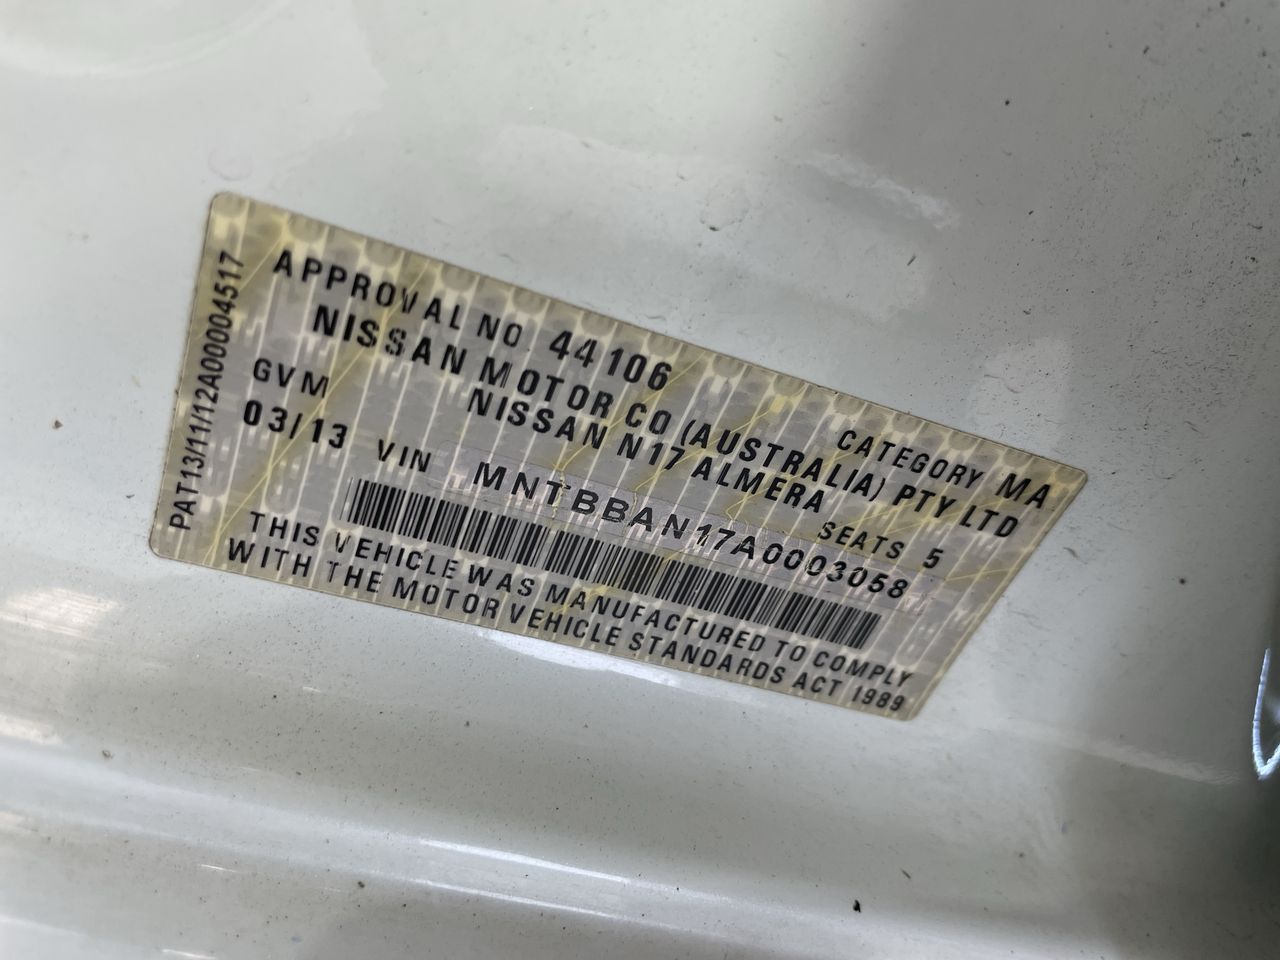 PAT13/11/12A00004517
APPROVAL NO 44106 CATEGORY MA
NISSAN MOTOR CO (AUSTRALIA) PTY LTD
GVM NISSAN N17 ALMERA SEATS 5
03/13 VIN MNTBBAN17A0003058
THIS VEHICLE WAS MANUFACTURED TO COMPLY
WITH THE MOTOR VEHICLE STANDARDS ACT 1989